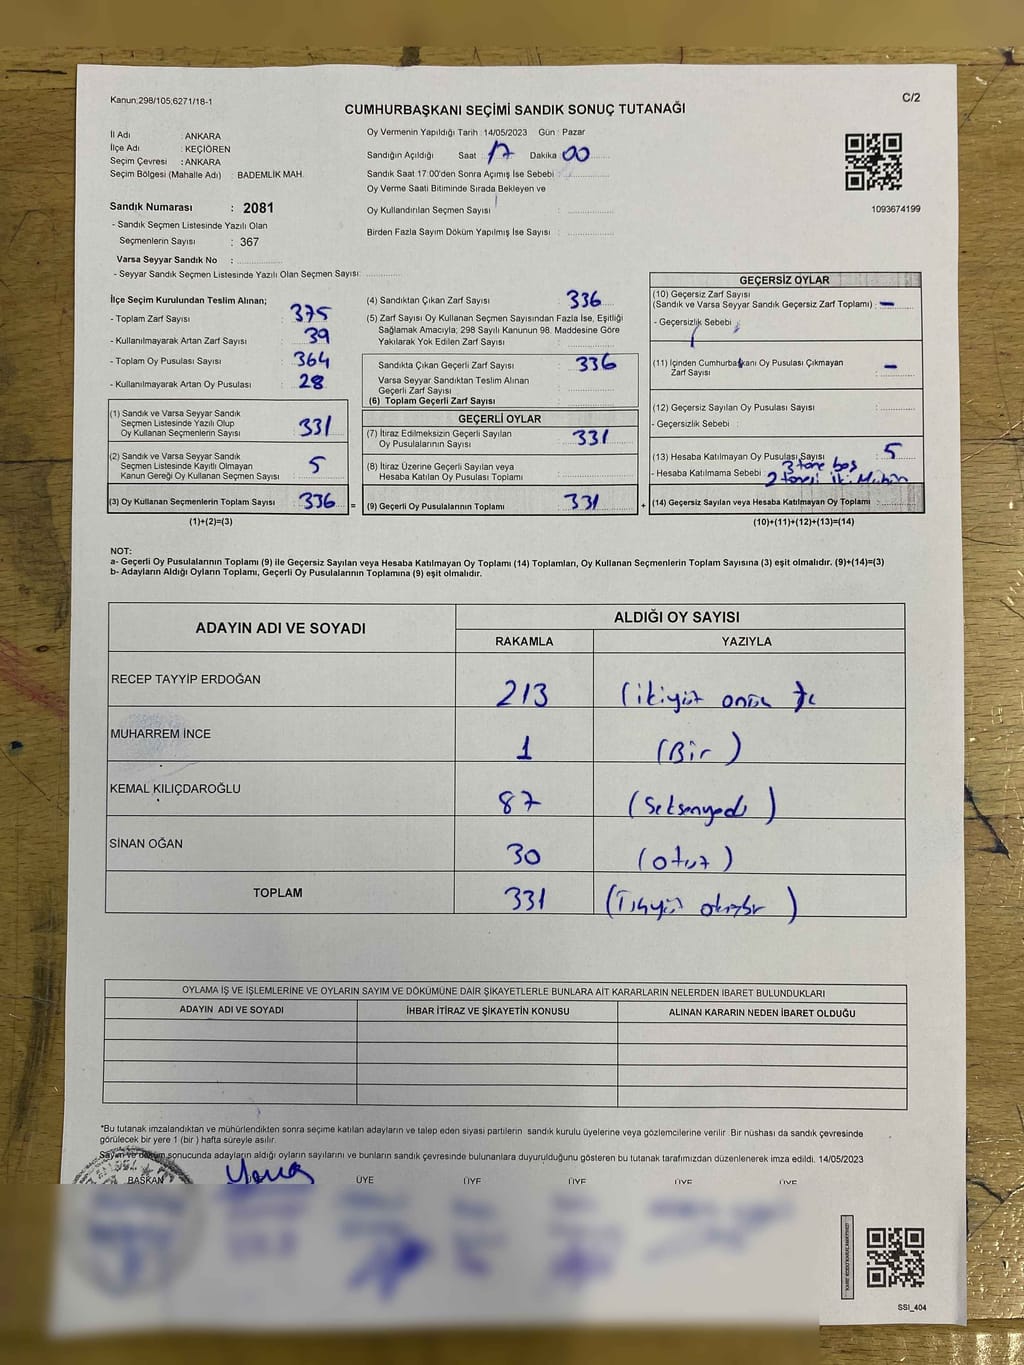 Kanun:298/105;6271/18-1
C/2
CUMHURBAŞKANI SEÇİMİ SANDIK SONUÇ TUTANAĞI
İl Adı : ANKARA
İlçe Adı : KEÇİÖREN
Seçim Çevresi : ANKARA
Seçim Bölgesi (Mahalle Adı) : BADEMLİK MAH.
Sandık Numarası : 2081
- Sandık Seçmen Listesinde Yazılı Olan
Seçmenlerin Sayısı : 367
Varsa Seyyar Sandık No :
- Seyyar Sandık Seçmen Listesinde Yazılı Olan Seçmen Sayısı:
Oy Vermenin Yapıldığı Tarih : 14/05/2023 Gün : Pazar
Sandığın Açıldığı Saat : 17 Dakika : 00
Sandık Saat 17:00'den Sonra Açımış İse Sebebi :
Oy Verme Saati Bitiminde Sırada Bekleyen ve
Oy Kullandırılan Seçmen Sayısı :
Birden Fazla Sayım Döküm Yapılmış İse Sayısı :
1093674199
İlçe Seçim Kurulundan Teslim Alınan;
- Toplam Zarf Sayısı : 375
- Kullanılmayarak Artan Zarf Sayısı : 39
- Toplam Oy Pusulası Sayısı : 364
- Kullanılmayarak Artan Oy Pusulası : 28
(1) Sandık ve Varsa Seyyar Sandık
Seçmen Listesinde Yazılı Olup
Oy Kullanan Seçmenlerin Sayısı : 331
(2) Sandık ve Varsa Seyyar Sandık
Seçmen Listesinde Kayıtlı Olmayan
Kanun Gereği Oy Kullanan Seçmen Sayısı : 5
(3) Oy Kullanan Seçmenlerin Toplam Sayısı : 336
(1)+(2)=(3)
(4) Sandıktan Çıkan Zarf Sayısı : 336
(5) Zarf Sayısı Oy Kullanan Seçmen Sayısından Fazla İse, Eşitliği
Sağlamak Amacıyla; 298 Sayılı Kanunun 98. Maddesine Göre
Yakılarak Yok Edilen Zarf Sayısı :
Sandıkta Çıkan Geçerli Zarf Sayısı : 336
Varsa Seyyar Sandıktan Teslim Alınan
Geçerli Zarf Sayısı :
(6) Toplam Geçerli Zarf Sayısı :
GEÇERLİ OYLAR
(7) İtiraz Edilmeksizin Geçerli Sayılan
Oy Pusulalarının Sayısı : 331
(8) İtiraz Üzerine Geçerli Sayılan veya
Hesaba Katılan Oy Pusulası Toplamı :
= (9) Geçerli Oy Pusulalarının Toplamı : 331 +
GEÇERSİZ OYLAR
(10) Geçersiz Zarf Sayısı
(Sandık ve Varsa Seyyar Sandık Geçersiz Zarf Toplamı) : -
- Geçersizlik Sebebi :
(11) İçinden Cumhurbaşkanı Oy Pusulası Çıkmayan
Zarf Sayısı : -
(12) Geçersiz Sayılan Oy Pusulası Sayısı :
- Geçersizlik Sebebi :
(13) Hesaba Katılmayan Oy Pusulası Sayısı : 5
- Hesaba Katılmama Sebebi : 3 tane boş
2 tanesi iki Mühür
(14) Geçersiz Sayılan veya Hesaba Katılmayan Oy Toplamı :
(10)+(11)+(12)+(13)=(14)
NOT:
a- Geçerli Oy Pusulalarının Toplamı (9) ile Geçersiz Sayılan veya Hesaba Katılmayan Oy Toplamı (14) Toplamları, Oy Kullanan Seçmenlerin Toplam Sayısına (3) eşit olmalıdır. (9)+(14)=(3)
b- Adayların Aldığı Oyların Toplamı, Geçerli Oy Pusulalarının Toplamına (9) eşit olmalıdır.
ADAYIN ADI VE SOYADI
ALDIĞI OY SAYISI
RAKAMLA YAZIYLA
RECEP TAYYİP ERDOĞAN 213 (ikiyüz onüç
MUHARREM İNCE 1 (Bir)
KEMAL KILIÇDAROĞLU 87 (Seksenyedi)
SİNAN OĞAN 30 (otuz)
TOPLAM 331
OYLAMA İŞ VE İŞLEMLERİNE VE OYLARIN SAYIM VE DÖKÜMÜNE DAİR ŞİKAYETLERLE BUNLARA AİT KARARLARIN NELERDEN İBARET BULUNDUKLARI
ADAYIN ADI VE SOYADI İHBAR İTİRAZ VE ŞİKAYETİN KONUSU ALINAN KARARIN NEDEN İBARET OLDUĞU
*Bu tutanak imzalandıktan ve mühürlendikten sonra seçime katılan adayların ve talep eden siyasi partilerin sandık kurulu üyelerine veya gözlemcilerine verilir .Bir nüshası da sandık çevresinde
görülecek bir yere 1 (bir) hafta süreyle asılır.
Sayım ve döküm sonucunda adayların aldığı oyların sayılarını ve bunların sandık çevresinde bulunanlara duyurulduğunu gösteren bu tutanak tarafımızdan düzenlenerek imza edildi. 14/05/2023
BAŞKAN ÜYE ÜYE ÜYE ÜYE ÜYE ÜYE
SSI_404